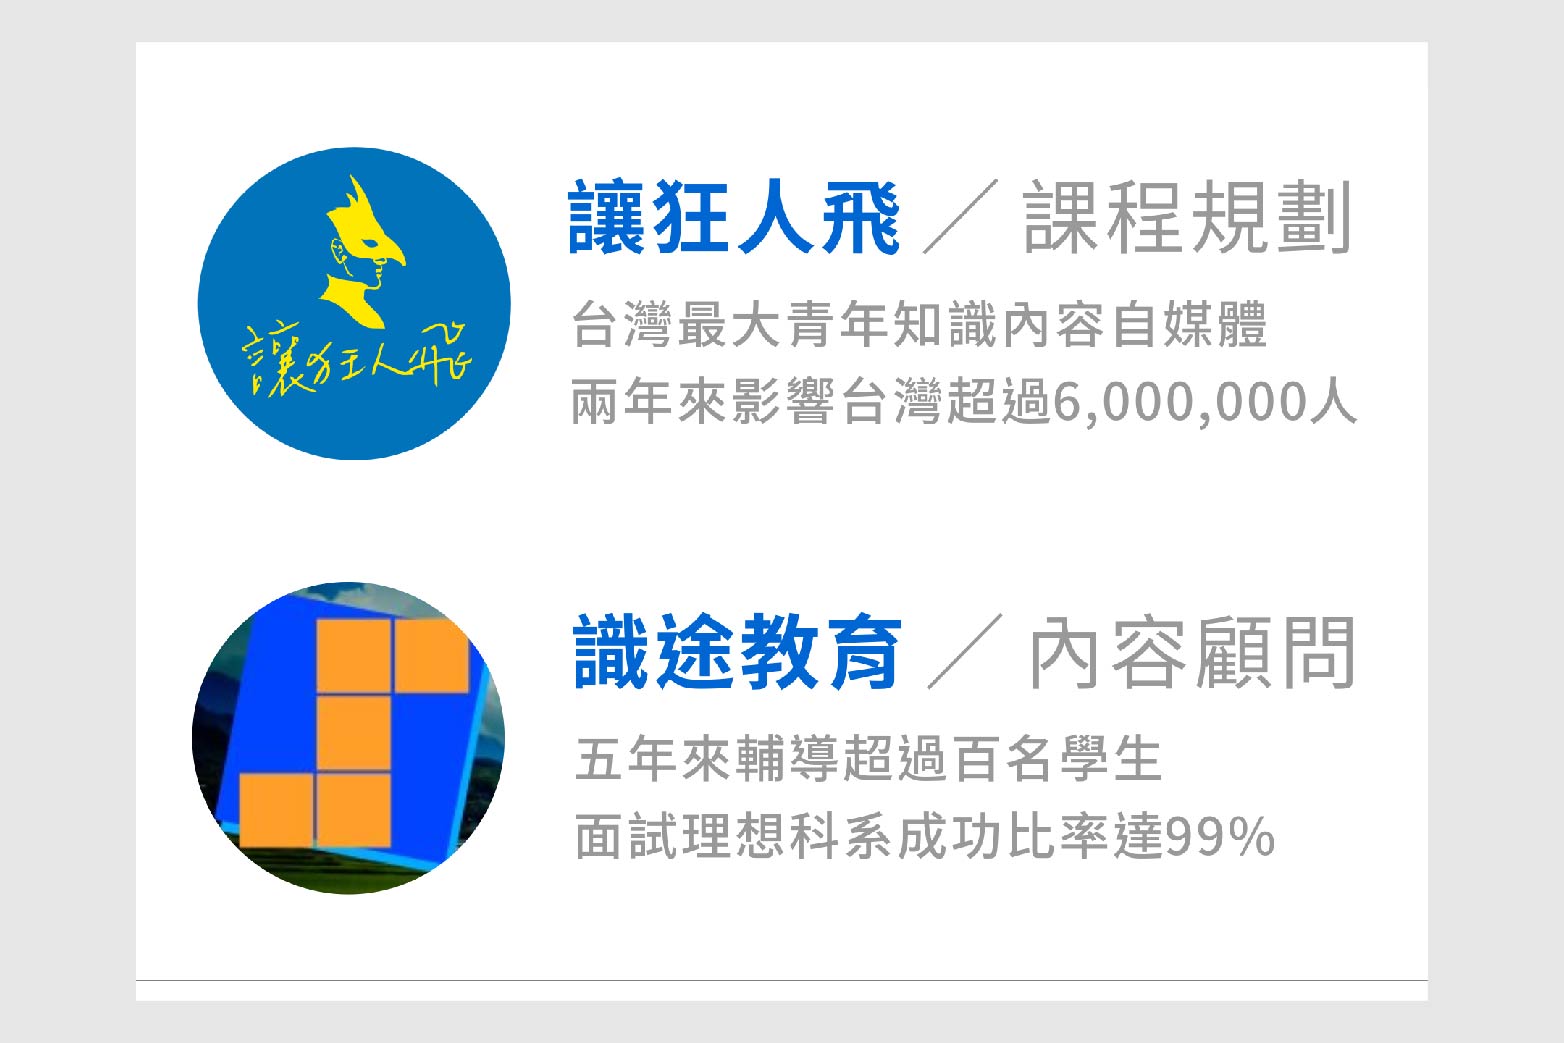 讓狂人飛
讓狂人飛／課程規劃
台灣最大青年知識內容自媒體
兩年來影響台灣超過6,000,000人
識途教育／內容顧問
五年來輔導超過百名學生
面試理想科系成功比率達99%